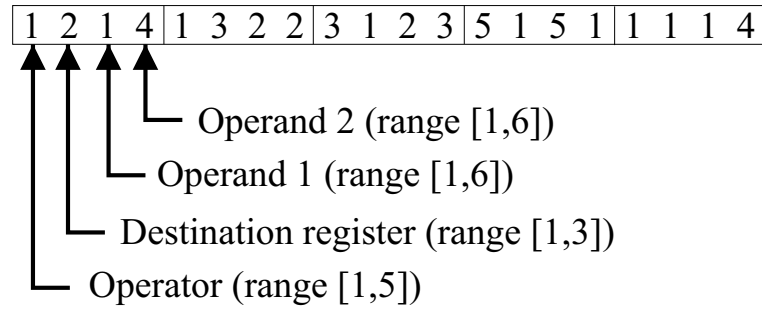 1 2 1 4 1 3 2 2 3 1 2 3 5 1 5 1 1 1 1 4
Operand 2 (range [1,6])
Operand 1 (range [1,6])
Destination register (range [1,3])
Operator (range [1,5])